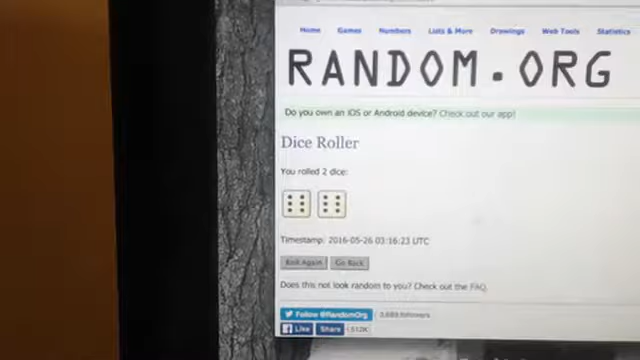 Home Games Numbers Lists & More Drawings Web Tools Statistics
RANDOM.ORG
Do you own an iOS or Android device? Check out our app!
Dice Roller
You rolled 2 dice:
Timestamp: 2016-05-26 03:16:23 UTC
Roll Again Go Back
Does this not look random to you? Check out the FAQ.
Follow @RandomOrg followers
Like Share 512K